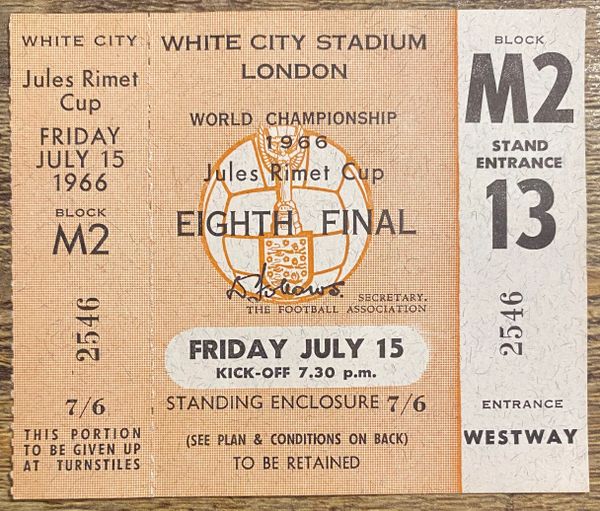 WHITE CITY
Jules Rimet
Cup
FRIDAY
JULY 15
1966
BLOCK
M2
2546
7/6
THIS PORTION
TO BE GIVEN UP
AT TURNSTILES
WHITE CITY STADIUM
LONDON
WORLD CHAMPIONSHIP
1966
Jules Rimet Cup
EIGHTH FINAL
SECRETARY.
THE FOOTBALL ASSOCIATION
FRIDAY JULY 15
KICK-OFF 7.30 p.m.
STANDING ENCLOSURE 7/6
(SEE PLAN & CONDITIONS ON BACK)
TO BE RETAINED
BLOCK
M2
STAND
ENTRANCE
13
2546
ENTRANCE
WESTWAY